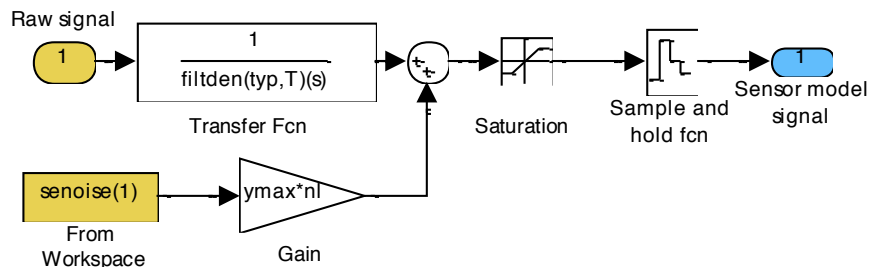 Raw signal
1
1
filtden(typ,T)(s)
Transfer Fcn
Saturation
Sample and
hold fcn
1
Sensor model
signal
senoise(1)
From
Workspace
ymax*nl
Gain